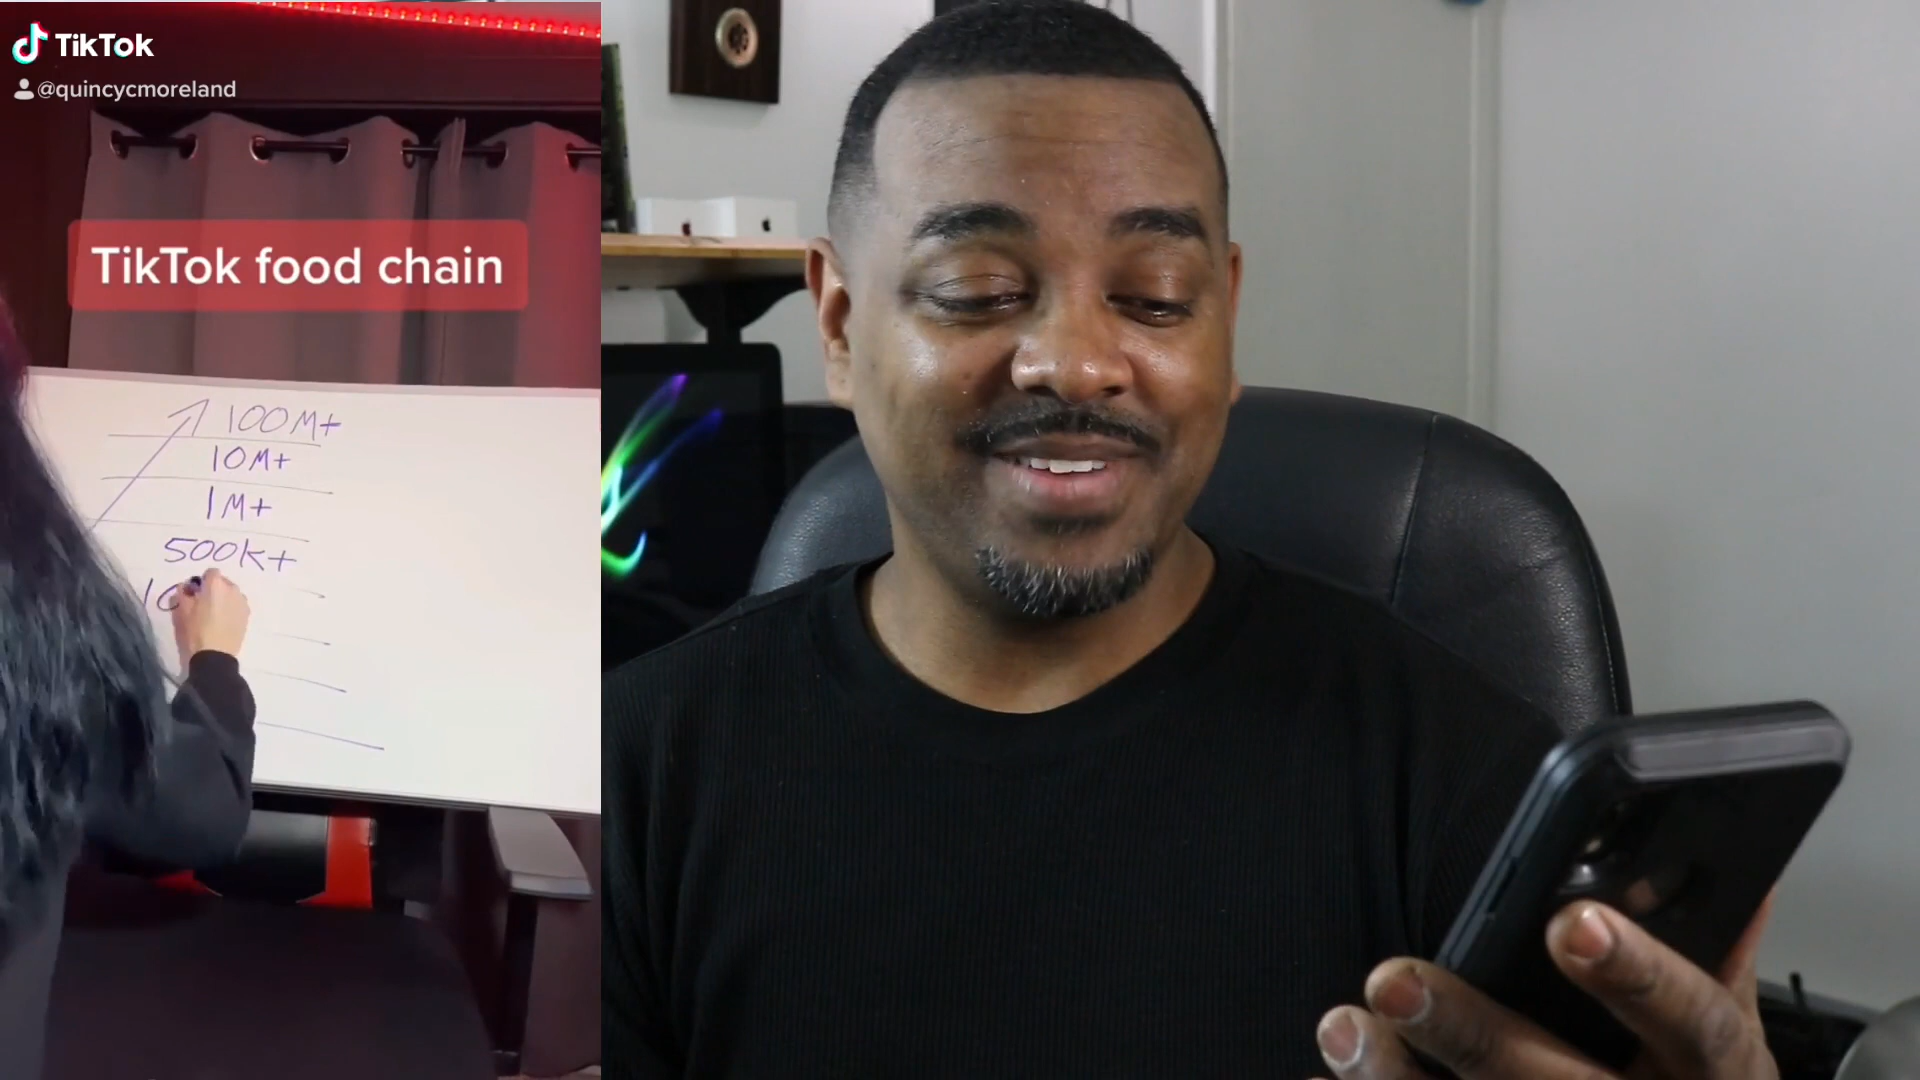 TikTok
@quincycmoreland
TikTok food chain
100M+
10M+
1M+
500K+